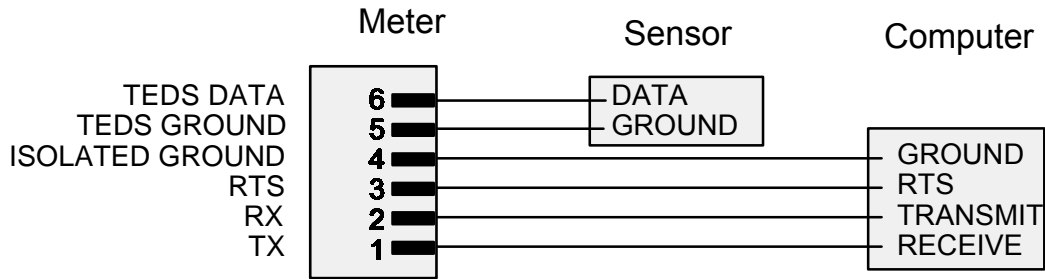 Meter
Sensor
Computer
TEDS DATA 6 DATA
TEDS GROUND 5 GROUND
ISOLATED GROUND 4 GROUND
RTS 3 RTS
RX 2 TRANSMIT
TX 1 RECEIVE